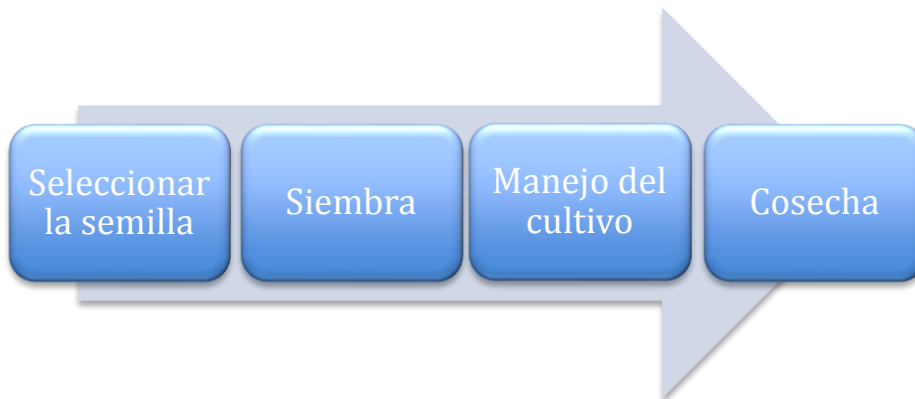 Seleccionar
la semilla
Siembra
Manejo del
cultivo
Cosecha